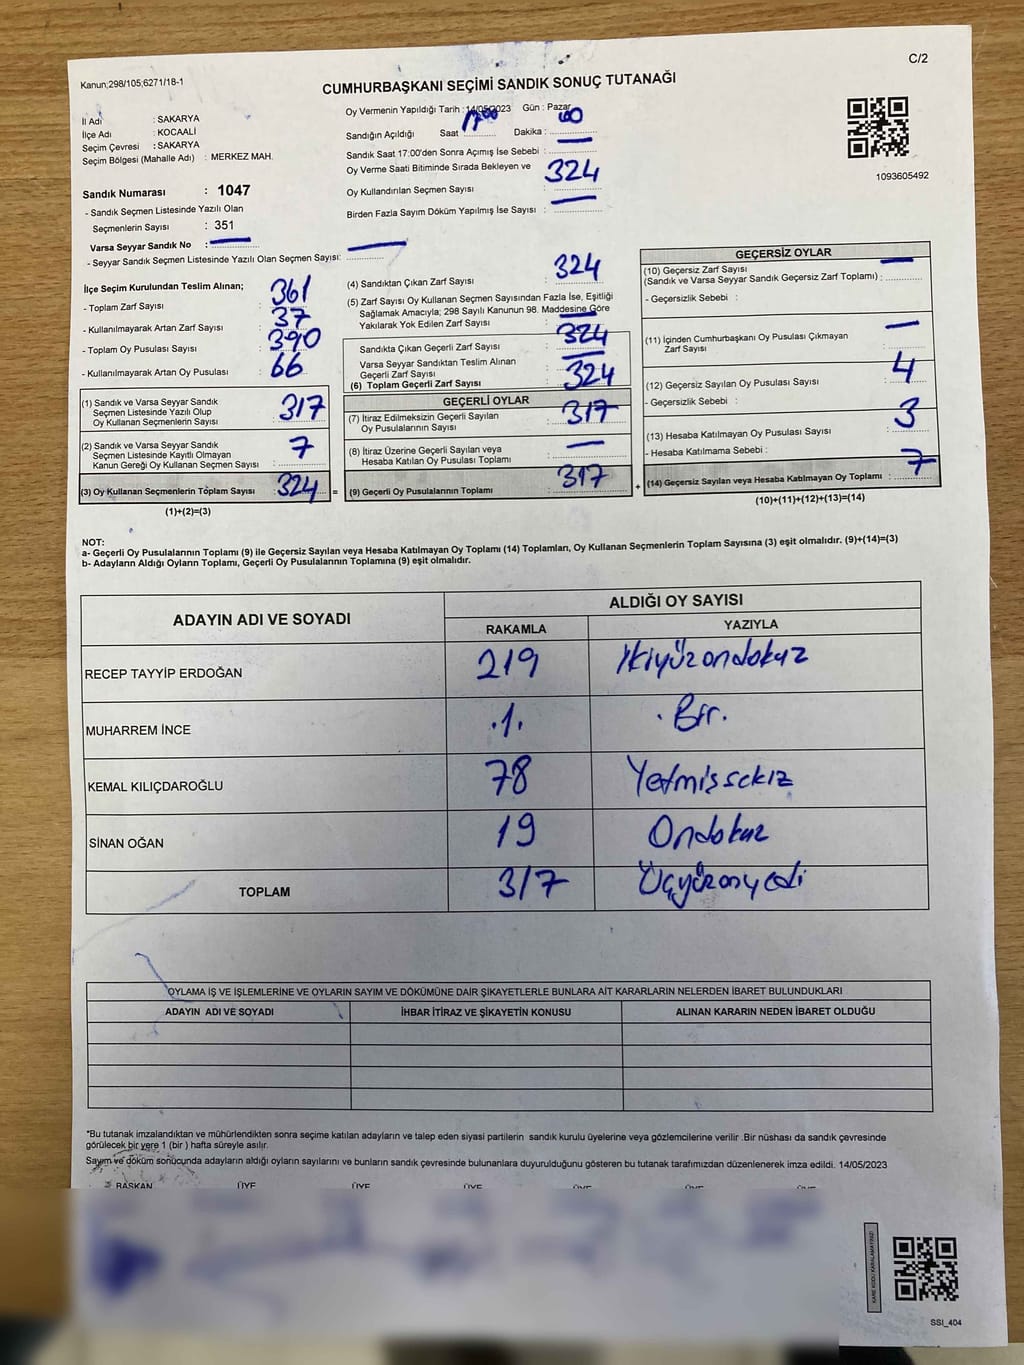 C/2
Kanun;298/105;6271/18-1
CUMHURBAŞKANI SEÇİMİ SANDIK SONUÇ TUTANAĞI
İl Adı : SAKARYA
İlçe Adı : KOCAALİ
Seçim Çevresi : SAKARYA
Seçim Bölgesi (Mahalle Adı) : MERKEZ MAH.
Sandık Numarası : 1047
- Sandık Seçmen Listesinde Yazılı Olan
Seçmenlerin Sayısı : 351
Varsa Seyyar Sandık No : —
- Seyyar Sandık Seçmen Listesinde Yazılı Olan Seçmen Sayısı: —
Oy Vermenin Yapıldığı Tarih : 14/05/2023 Gün : Pazar
Sandığın Açıldığı Saat 17:00 Dakika : 00
Sandık Saat 17:00'den Sonra Açımış İse Sebebi : —
Oy Verme Saati Bitiminde Sırada Bekleyen ve
Oy Kullandırılan Seçmen Sayısı : 324
Birden Fazla Sayım Döküm Yapılmış İse Sayısı : —
1093605492
İlçe Seçim Kurulundan Teslim Alınan;
- Toplam Zarf Sayısı : 361
- Kullanılmayarak Artan Zarf Sayısı : 37
- Toplam Oy Pusulası Sayısı : 390
- Kullanılmayarak Artan Oy Pusulası : 66
(1) Sandık ve Varsa Seyyar Sandık
Seçmen Listesinde Yazılı Olup
Oy Kullanan Seçmenlerin Sayısı : 317
(2) Sandık ve Varsa Seyyar Sandık
Seçmen Listesinde Kayıtlı Olmayan
Kanun Gereği Oy Kullanan Seçmen Sayısı : 7
(3) Oy Kullanan Seçmenlerin Toplam Sayısı : 324 =
(1)+(2)=(3)
(4) Sandıktan Çıkan Zarf Sayısı : 324
(5) Zarf Sayısı Oy Kullanan Seçmen Sayısından Fazla İse, Eşitliği
Sağlamak Amacıyla; 298 Sayılı Kanunun 98. Maddesine Göre
Yakılarak Yok Edilen Zarf Sayısı : —
Sandıkta Çıkan Geçerli Zarf Sayısı : 324
Varsa Seyyar Sandıktan Teslim Alınan
Geçerli Zarf Sayısı : —
(6) Toplam Geçerli Zarf Sayısı : 324
GEÇERLİ OYLAR
(7) İtiraz Edilmeksizin Geçerli Sayılan
Oy Pusulalarının Sayısı : 317
(8) İtiraz Üzerine Geçerli Sayılan veya
Hesaba Katılan Oy Pusulası Toplamı : —
(9) Geçerli Oy Pusulalarının Toplamı : 317 +
GEÇERSİZ OYLAR
(10) Geçersiz Zarf Sayısı
(Sandık ve Varsa Seyyar Sandık Geçersiz Zarf Toplamı) : —
- Geçersizlik Sebebi :
(11) İçinden Cumhurbaşkanı Oy Pusulası Çıkmayan
Zarf Sayısı : —
(12) Geçersiz Sayılan Oy Pusulası Sayısı : 4
- Geçersizlik Sebebi :
(13) Hesaba Katılmayan Oy Pusulası Sayısı : 3
- Hesaba Katılmama Sebebi :
(14) Geçersiz Sayılan veya Hesaba Katılmayan Oy Toplamı : 7
(10)+(11)+(12)+(13)=(14)
NOT:
a- Geçerli Oy Pusulalarının Toplamı (9) ile Geçersiz Sayılan veya Hesaba Katılmayan Oy Toplamı (14) Toplamları, Oy Kullanan Seçmenlerin Toplam Sayısına (3) eşit olmalıdır. (9)+(14)=(3)
b- Adayların Aldığı Oyların Toplamı, Geçerli Oy Pusulalarının Toplamına (9) eşit olmalıdır.
ADAYIN ADI VE SOYADI ALDIĞI OY SAYISI
RAKAMLA YAZIYLA
RECEP TAYYİP ERDOĞAN 219 İkiyüzondokuz
MUHARREM İNCE .1. . Bir.
KEMAL KILIÇDAROĞLU 78 Yetmişsekiz
SİNAN OĞAN 19 Ondokuz
TOPLAM 317 Üçyüzonyedi
OYLAMA İŞ VE İŞLEMLERİNE VE OYLARIN SAYIM VE DÖKÜMÜNE DAİR ŞİKAYETLERLE BUNLARA AİT KARARLARIN NELERDEN İBARET BULUNDUKLARI
ADAYIN ADI VE SOYADI İHBAR İTİRAZ VE ŞİKAYETİN KONUSU ALINAN KARARIN NEDEN İBARET OLDUĞU
*Bu tutanak imzalandıktan ve mühürlendikten sonra seçime katılan adayların ve talep eden siyasi partilerin sandık kurulu üyelerine veya gözlemcilerine verilir .Bir nüshası da sandık çevresinde
görülecek bir yere 1 (bir ) hafta süreyle asılır.
Sayım ve döküm sonucunda adayların aldığı oyların sayılarını ve bunların sandık çevresinde bulunanlara duyurulduğunu gösteren bu tutanak tarafımızdan düzenlenerek imza edildi. 14/05/2023
BAŞKAN ÜYE ÜYE ÜYE ÜYE ÜYE ÜYE
SSI_404